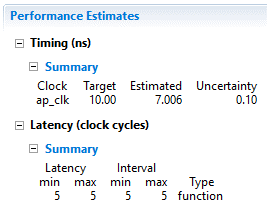 Performance Estimates
Timing (ns)
Summary
Clock Target Estimated Uncertainty
ap_clk 10.00 7.006 0.10
Latency (clock cycles)
Summary
Latency Interval
min max min max Type
5 5 5 5 function